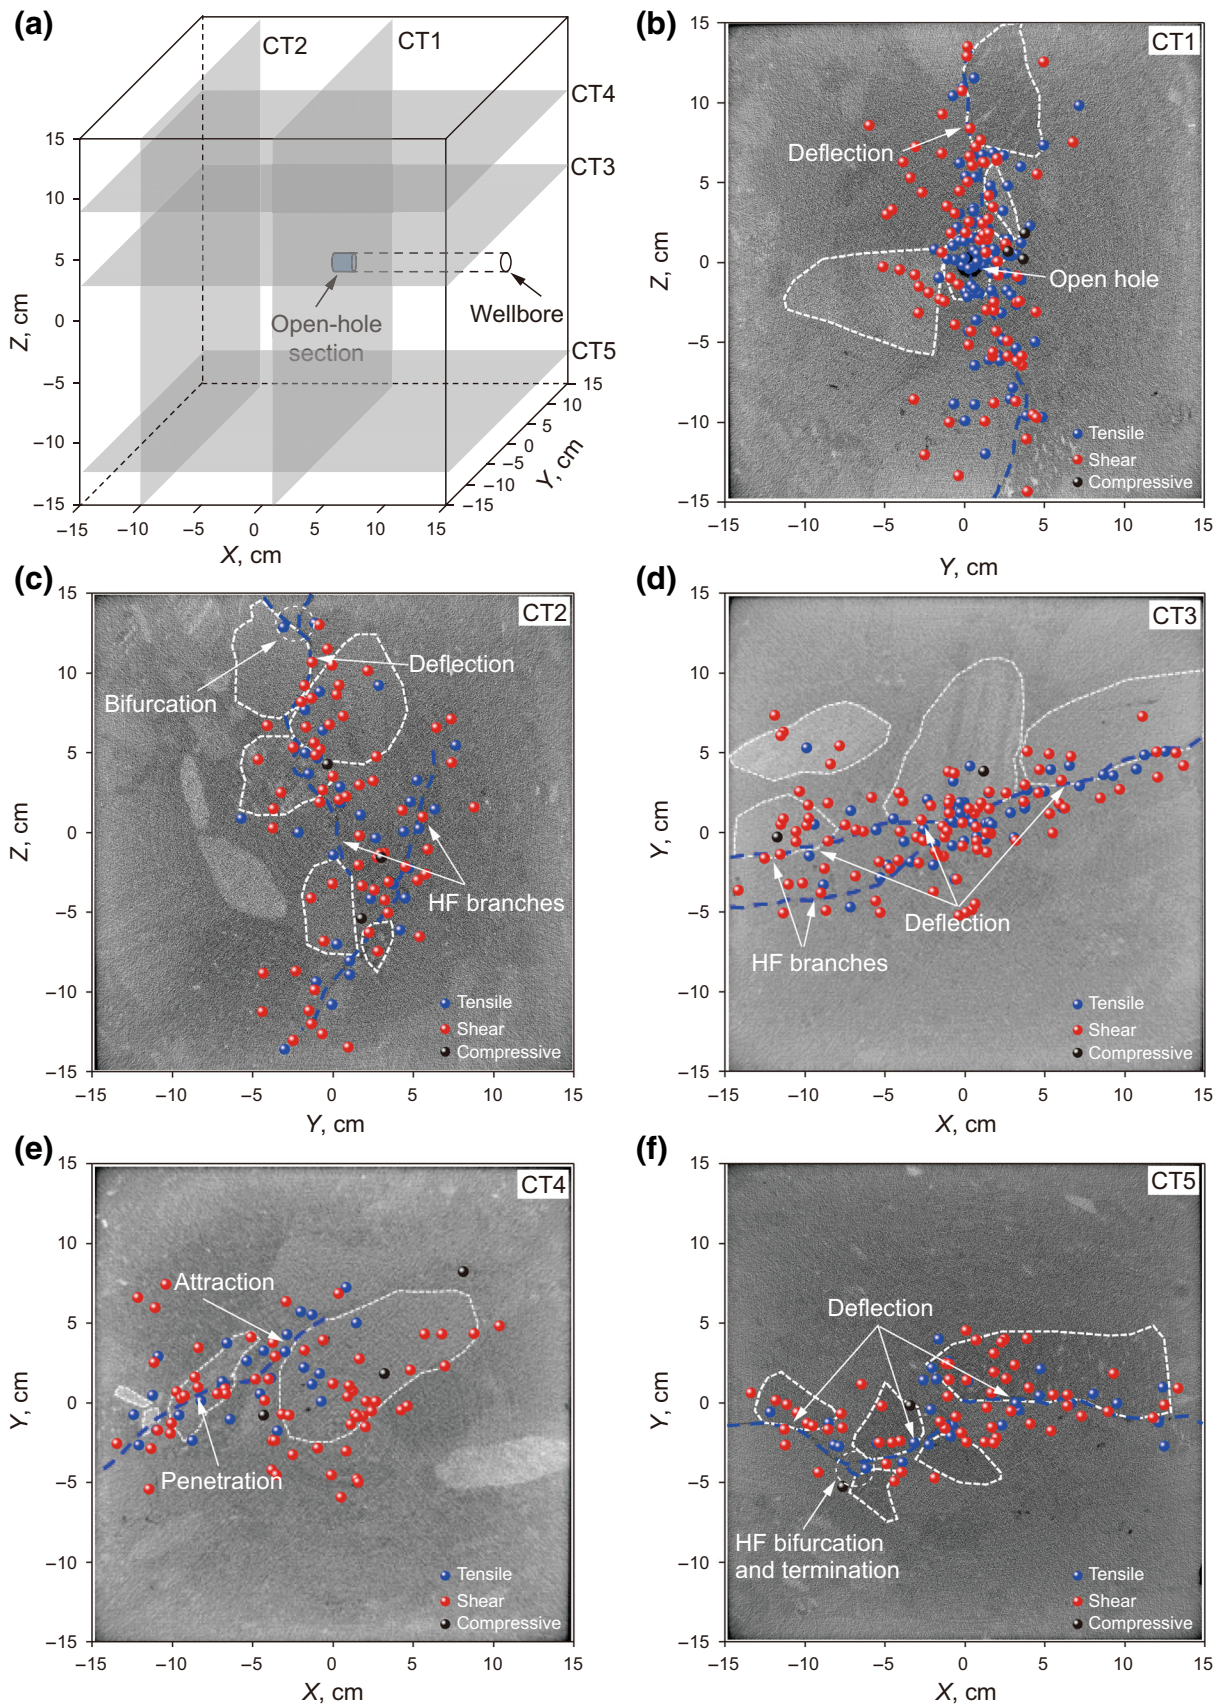 (a)
CT2
CT1
CT4
CT3
CT5
15
10
5
0
−5
−10
−15
Z, cm
Open-hole
section
Wellbore
15
10
5
0
−5
−10
−15
Y, cm
−15
−10
−5
0
5
10
15
X, cm
(b)
CT1
15
10
5
0
−5
−10
−15
Z, cm
Deflection
Open hole
Tensile
Shear
Compressive
−15
−10
−5
0
5
10
15
Y, cm
(c)
CT2
15
10
5
0
−5
−10
−15
Z, cm
Bifurcation
Deflection
HF branches
Tensile
Shear
Compressive
−15
−10
−5
0
5
10
15
Y, cm
(d)
CT3
15
10
5
0
−5
−10
−15
Y, cm
Deflection
HF branches
Tensile
Shear
Compressive
−15
−10
−5
0
5
10
15
X, cm
(e)
CT4
15
10
5
0
−5
−10
−15
Y, cm
Attraction
Penetration
Tensile
Shear
Compressive
−15
−10
−5
0
5
10
15
X, cm
(f)
CT5
15
10
5
0
−5
−10
−15
Y, cm
Deflection
HF bifurcation
and termination
Tensile
Shear
Compressive
−15
−10
−5
0
5
10
15
X, cm